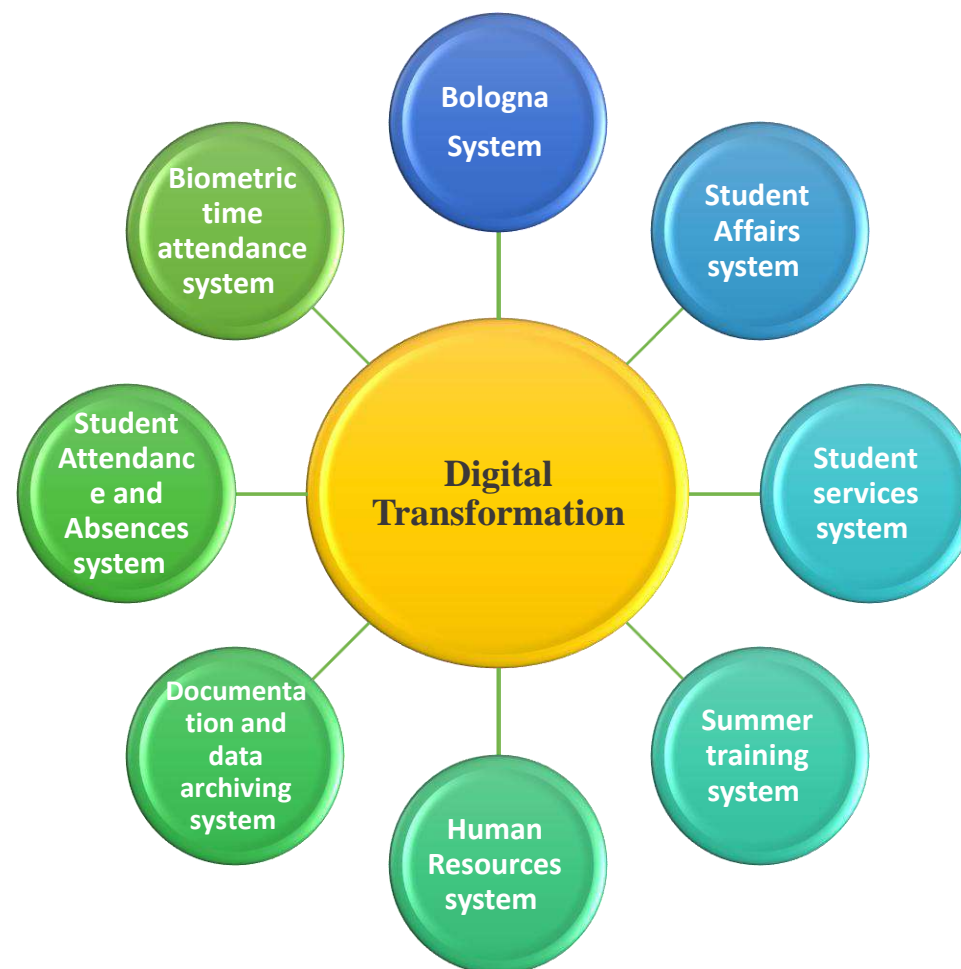 Bologna
System
Student
Affairs
system
Student
services
system
Summer
training
system
Human
Resources
system
Documenta
tion and
data
archiving
system
Student
Attendanc
e and
Absences
system
Biometric
time
attendance
system
Digital
Transformation